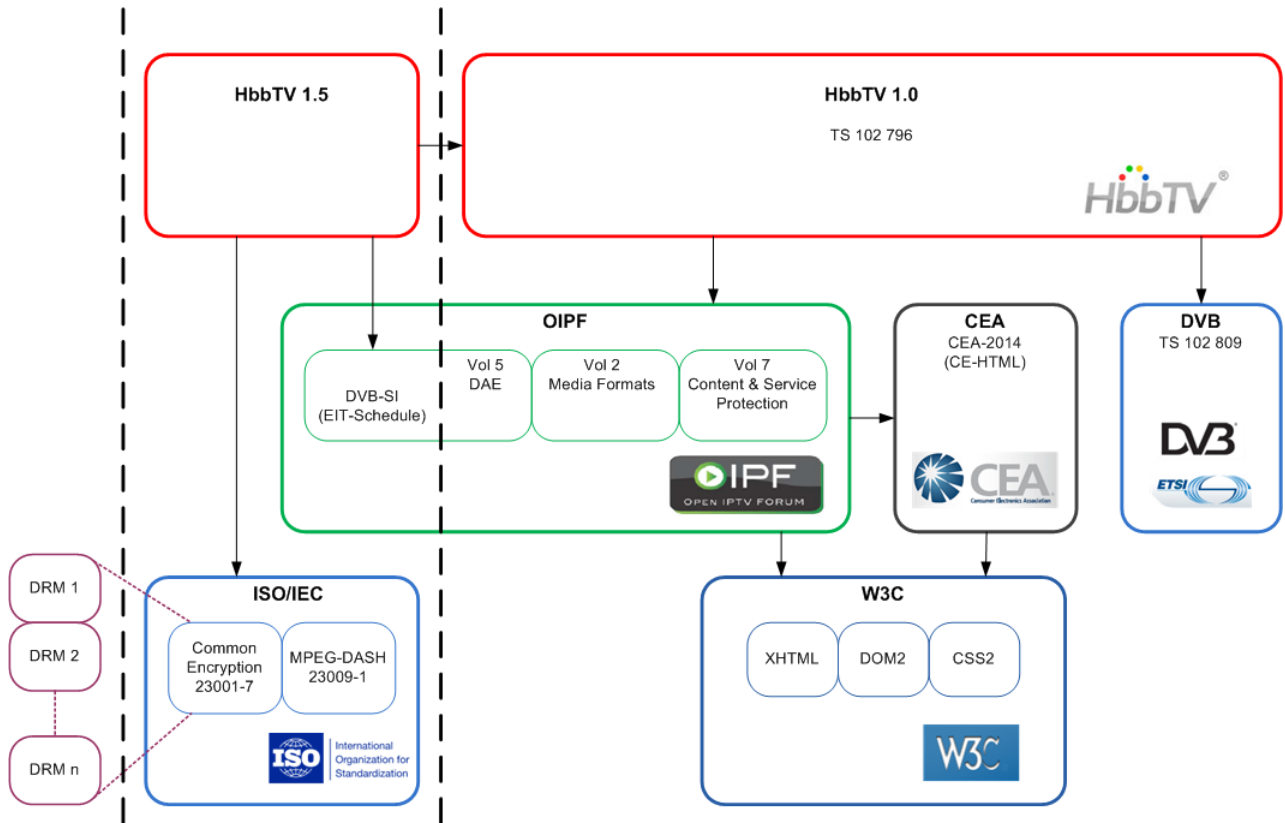 HbbTV 1.5
HbbTV 1.0
TS 102 796
HbbTV®
OIPF
DVB-SI
(EIT-Schedule)
Vol 5
DAE
Vol 2
Media Formats
Vol 7
Content & Service
Protection
OIPF
OPEN IPTV FORUM
CEA
CEA-2014
(CE-HTML)
CEA
Consumer Electronics Association
DVB
TS 102 809
DVB
ETSI
DRM 1
DRM 2
DRM n
ISO/IEC
Common
Encryption
23001-7
MPEG-DASH
23009-1
ISO
International
Organization for
Standardization
W3C
XHTML
DOM2
CSS2
W3C